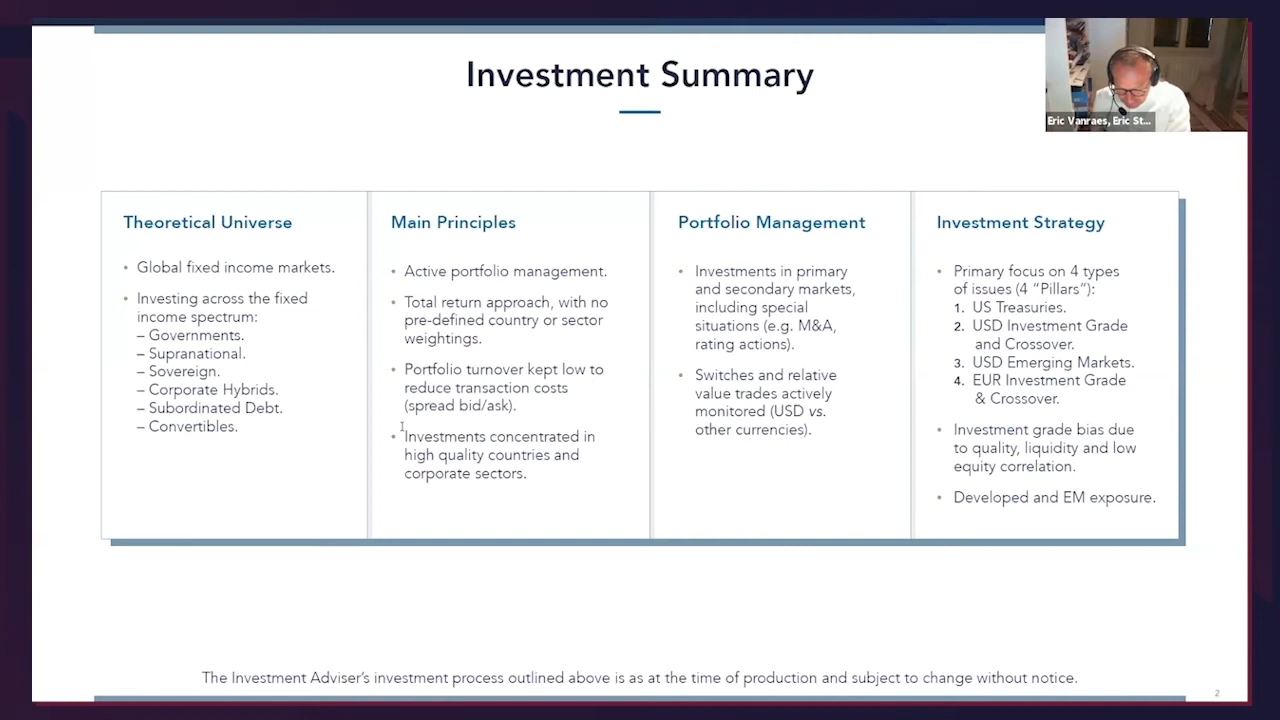 Investment Summary
Eric Vanraes, Eric St...
Theoretical Universe
• Global fixed income markets.
• Investing across the fixed
income spectrum:
– Governments.
– Supranational.
– Sovereign.
– Corporate Hybrids.
– Subordinated Debt.
– Convertibles.
Main Principles
• Active portfolio management.
• Total return approach, with no
pre-defined country or sector
weightings.
• Portfolio turnover kept low to
reduce transaction costs
(spread bid/ask).
• Investments concentrated in
high quality countries and
corporate sectors.
Portfolio Management
• Investments in primary
and secondary markets,
including special
situations (e.g. M&A,
rating actions).
• Switches and relative
value trades actively
monitored (USD vs.
other currencies).
Investment Strategy
• Primary focus on 4 types
of issues (4 “Pillars”):
1. US Treasuries.
2. USD Investment Grade
and Crossover.
3. USD Emerging Markets.
4. EUR Investment Grade
& Crossover.
• Investment grade bias due
to quality, liquidity and low
equity correlation.
• Developed and EM exposure.
The Investment Adviser’s investment process outlined above is as at the time of production and subject to change without notice.
2